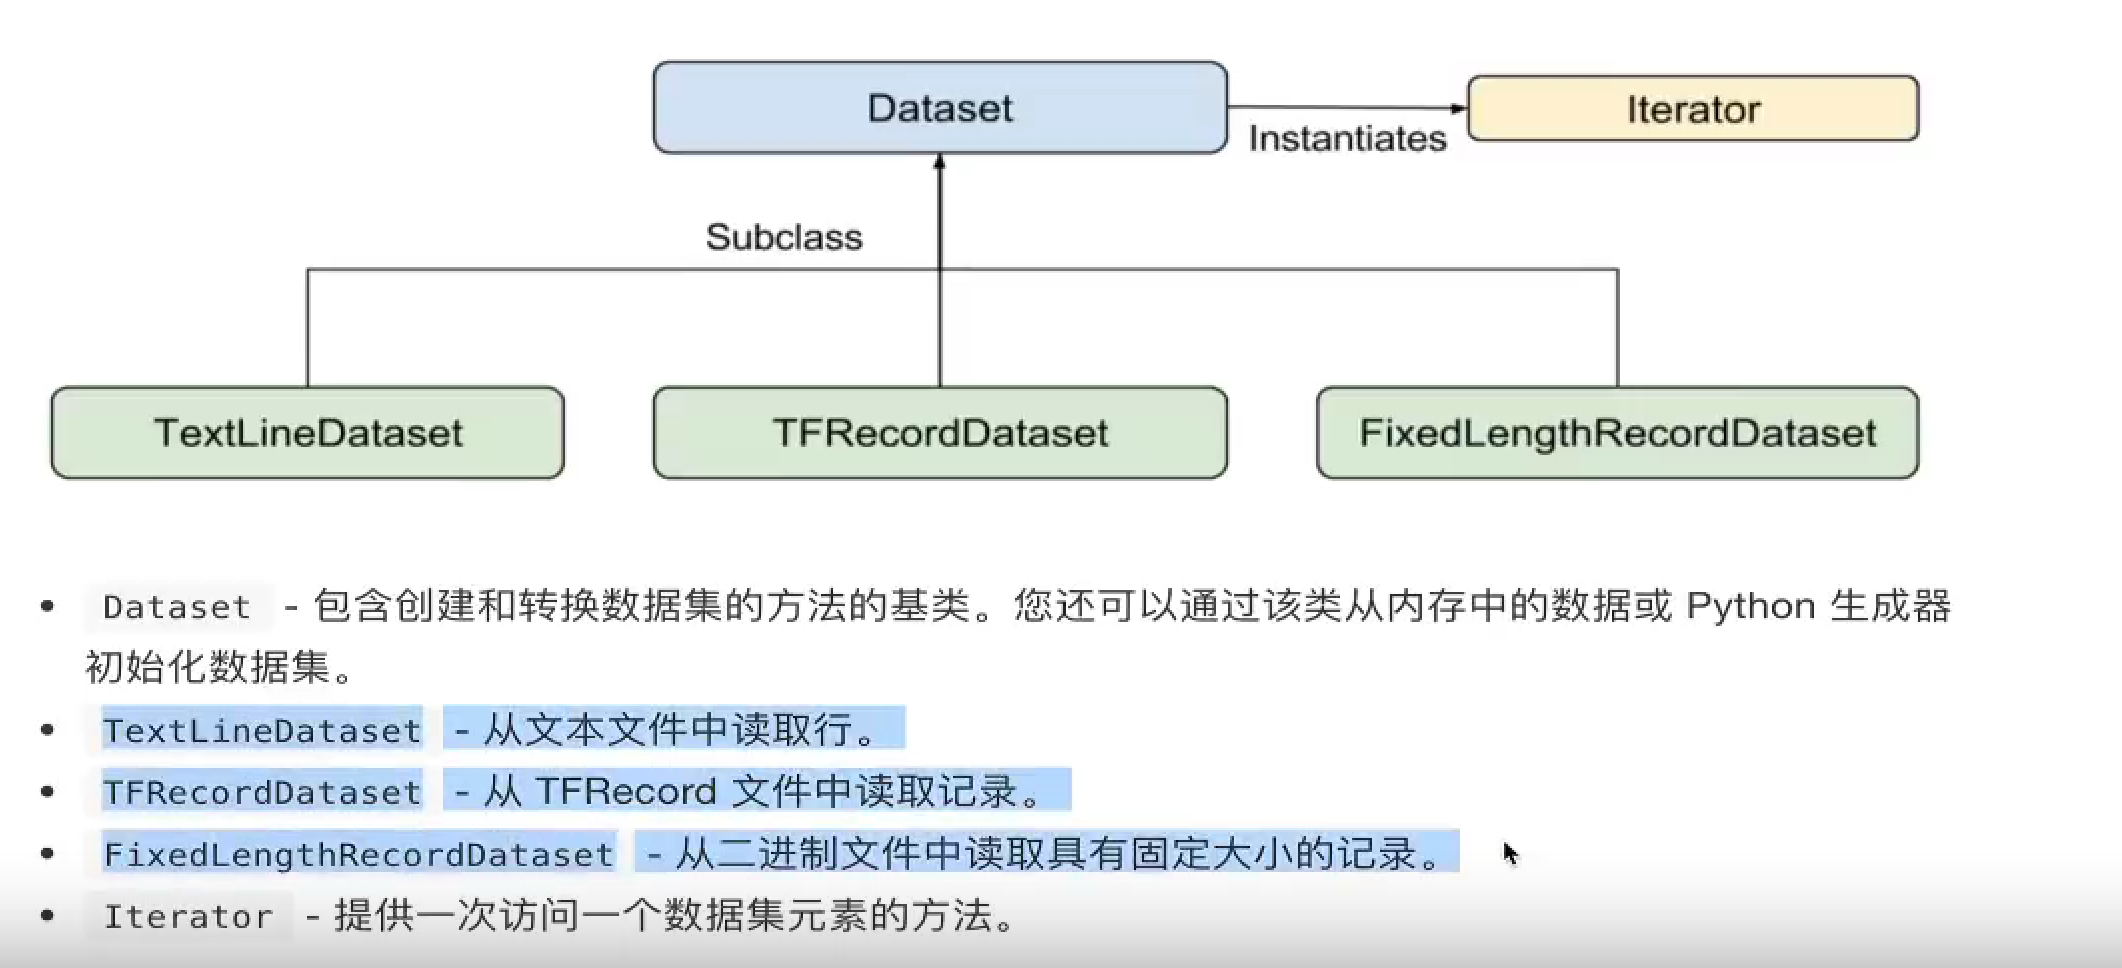 Dataset
Iterator
Instantiates
Subclass
TextLineDataset
TFRecordDataset
FixedLengthRecordDataset
Dataset - 包含创建和转换数据集的方法的基类。您还可以通过该类从内存中的数据或 Python 生成器
初始化数据集。
TextLineDataset - 从文本文件中读取行。
TFRecordDataset - 从 TFRecord 文件中读取记录。
FixedLengthRecordDataset - 从二进制文件中读取具有固定大小的记录。
Iterator - 提供一次访问一个数据集元素的方法。